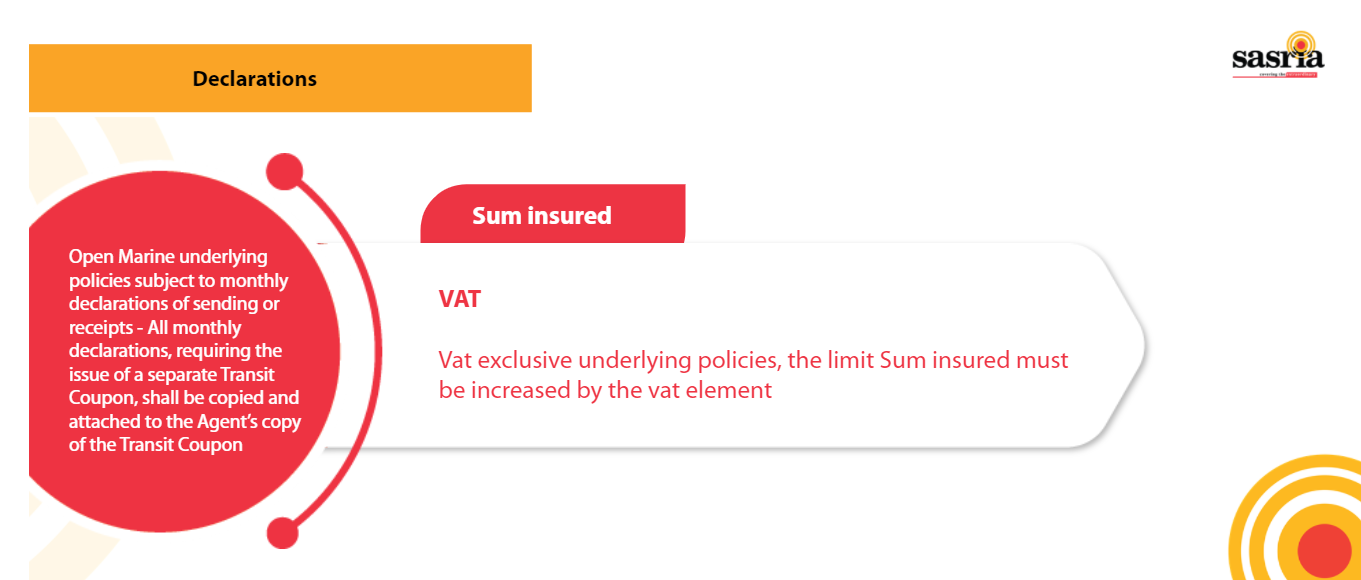 Declarations
sasria
covering the extraordinary
Open Marine underlying
policies subject to monthly
declarations of sending or
receipts - All monthly
declarations, requiring the
issue of a separate Transit
Coupon, shall be copied and
attached to the Agent’s copy
of the Transit Coupon
Sum insured
VAT
Vat exclusive underlying policies, the limit Sum insured must
be increased by the vat element